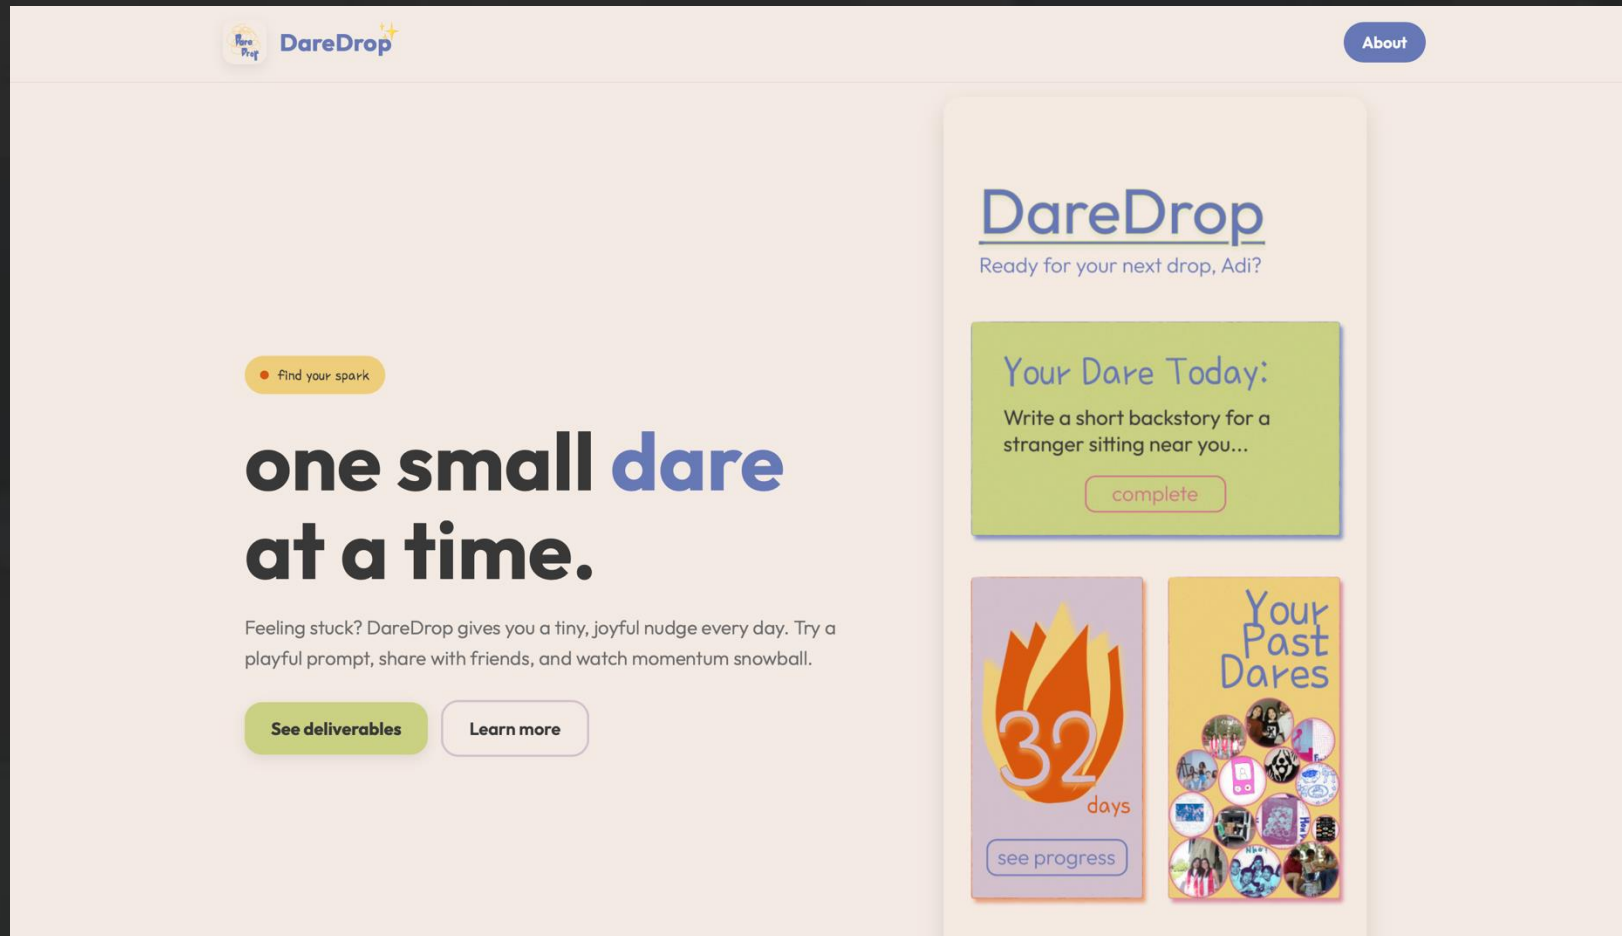 Dare
Drop
DareDrop
About
find your spark
one small dare
at a time.
Feeling stuck? DareDrop gives you a tiny, joyful nudge every day. Try a
playful prompt, share with friends, and watch momentum snowball.
See deliverables
Learn more
DareDrop
Ready for your next drop, Adi?
Your Dare Today:
Write a short backstory for a
stranger sitting near you...
complete
32
days
see progress
Your
Past
Dares